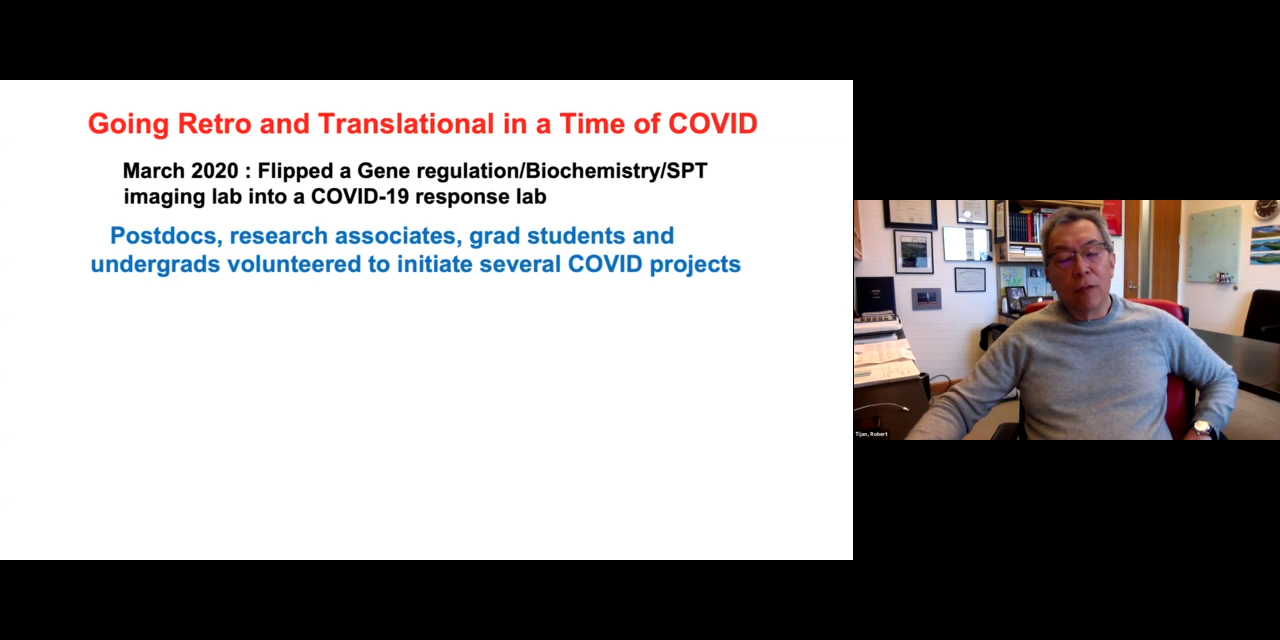 Going Retro and Translational in a Time of COVID
March 2020 : Flipped a Gene regulation/Biochemistry/SPT
imaging lab into a COVID-19 response lab
Postdocs, research associates, grad students and
undergrads volunteered to initiate several COVID projects
Tijan, Robert